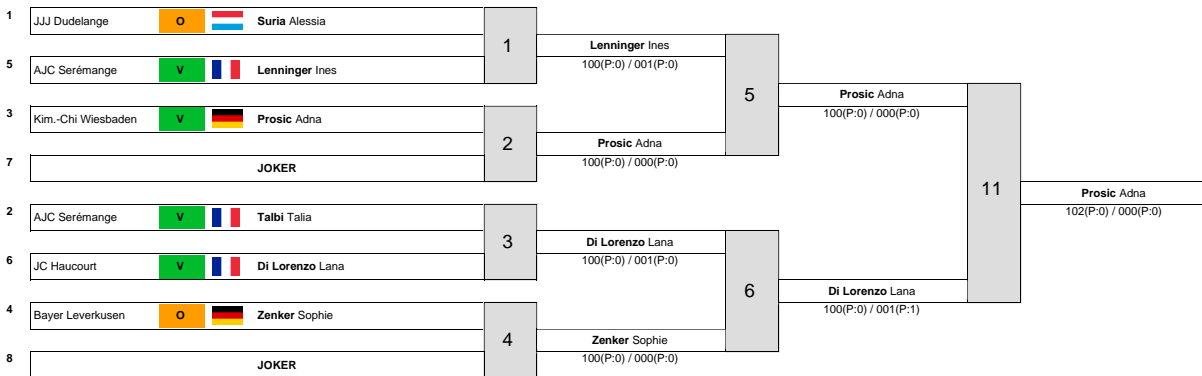 1 JJJ Dudelange O Suria Alessia
1
Lenninger Ines
100(P:0) / 001(P:0)
5 AJC Serémange V Lenninger Ines
5
Prosic Adna
100(P:0) / 000(P:0)
3 Kim.-Chi Wiesbaden V Prosic Adna
2
Prosic Adna
100(P:0) / 000(P:0)
7 JOKER
11
Prosic Adna
102(P:0) / 000(P:0)
2 AJC Serémange V Talbi Talia
3
Di Lorenzo Lana
100(P:0) / 001(P:0)
6 JC Haucourt V Di Lorenzo Lana
6
Di Lorenzo Lana
100(P:0) / 001(P:1)
4 Bayer Leverkusen O Zenker Sophie
4
Zenker Sophie
100(P:0) / 000(P:0)
8 JOKER